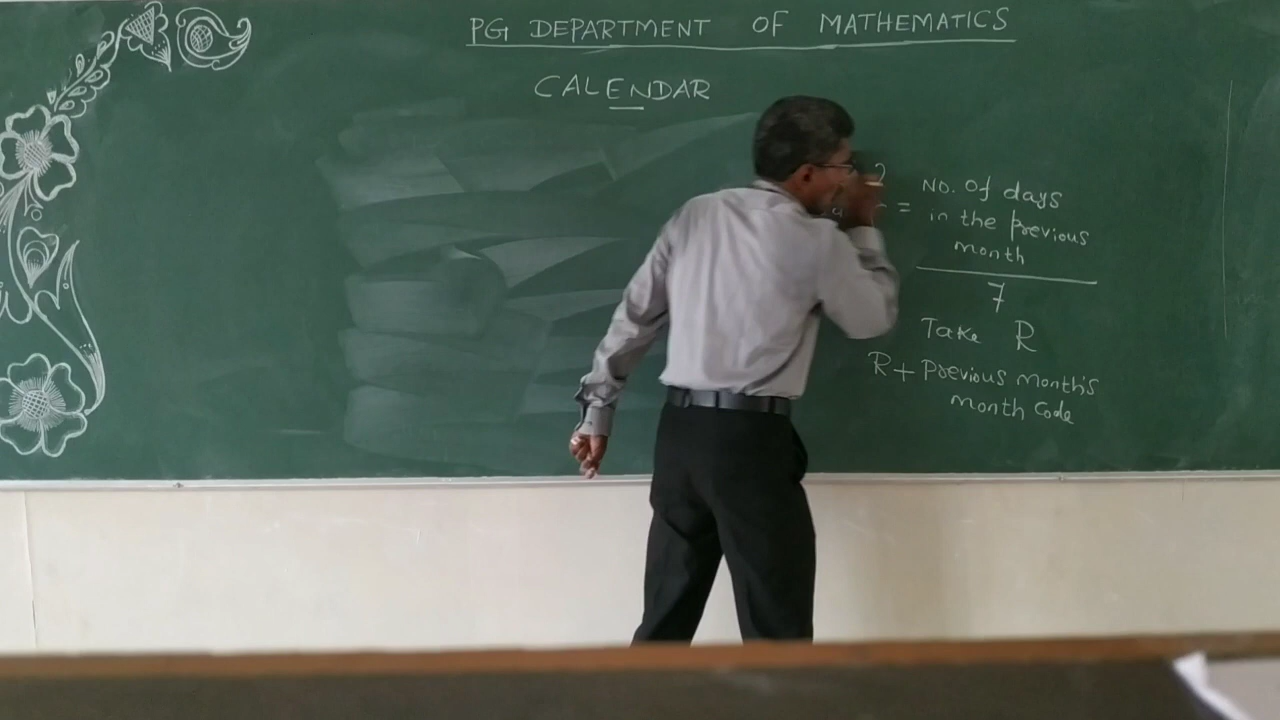 PG DEPARTMENT OF MATHEMATICS
CALENDAR
= No. of days
in the previous
month
7
Take R
R + Previous month's
month code